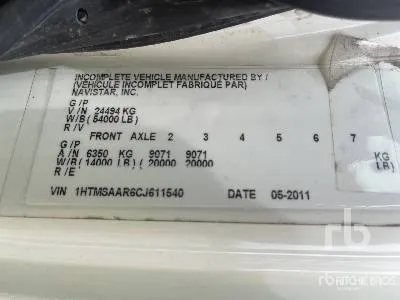 INCOMPLETE VEHICLE MANUFACTURED BY /
(VEHICULE INCOMPLET FABRIQUE PAR)
NAVISTAR, INC.
G/P
V/N 24494 KG
W/B ( 54000 LB)
R/V
FRONT AXLE 2 3 4 5 6 7
G/P
A/N 6350 KG 9071 9071 KG
W/B ( 14000 LB) ( 20000 20000 LB)
R/E
VIN 1HTMSAAR6CJ611540 DATE 05-2011
rb
RITCHIE BROS